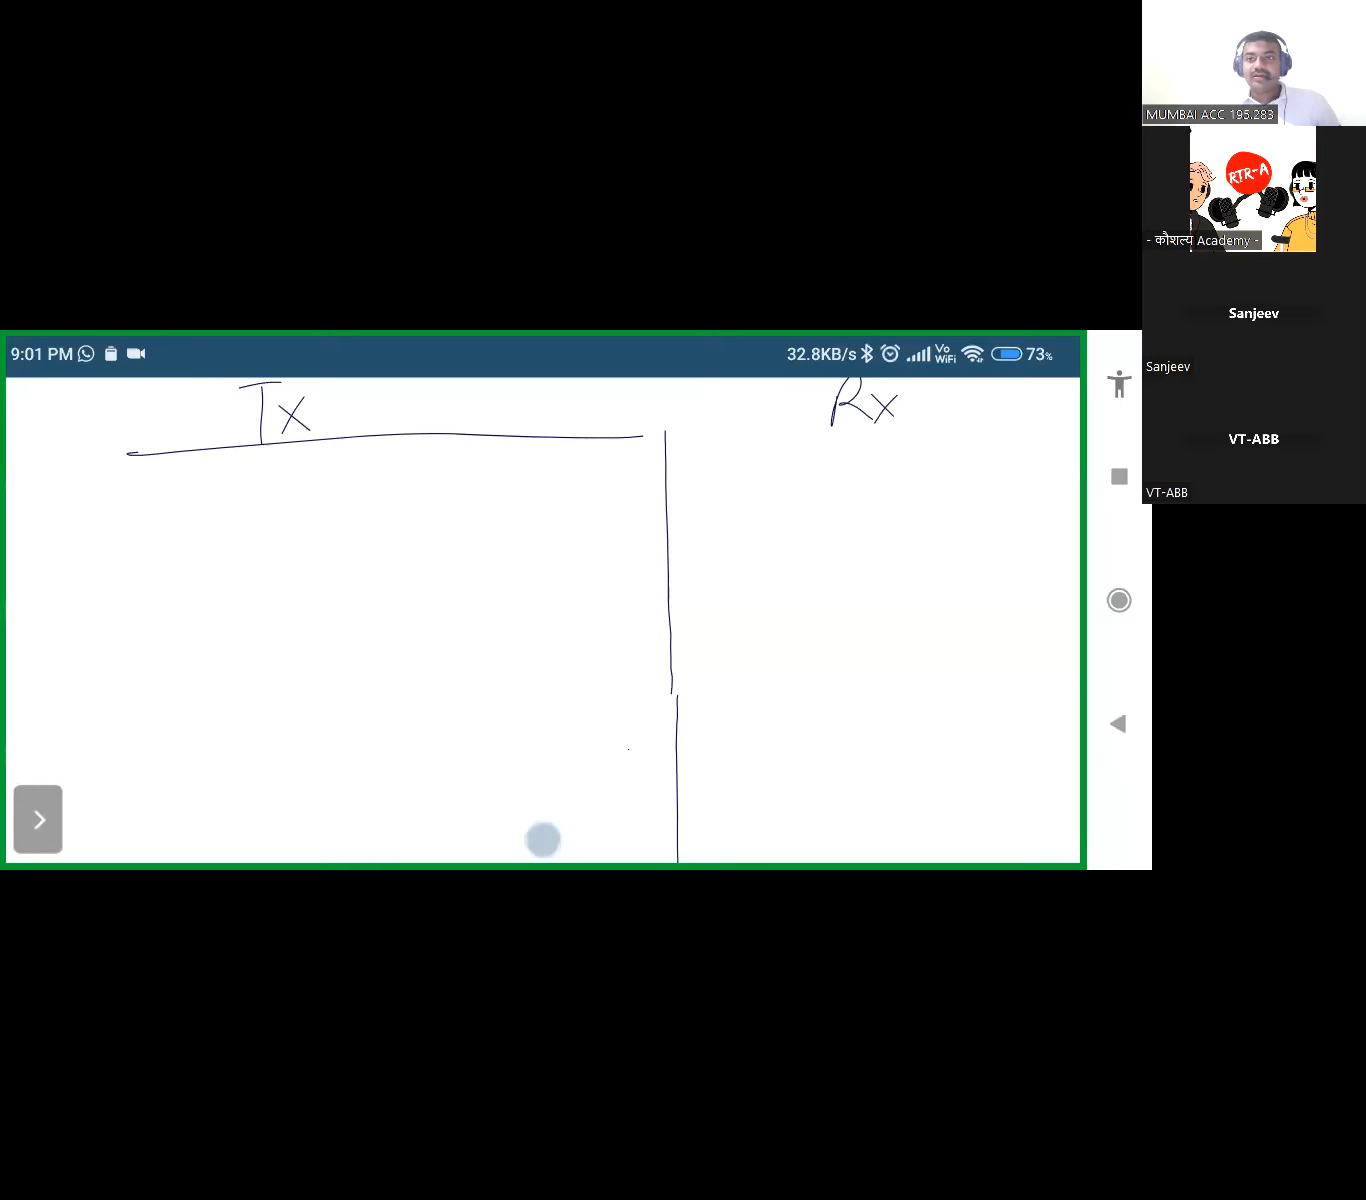 MUMBAI ACC 195.283
RTR-A
- कौशल्य Academy -
Sanjeev
Sanjeev
VT-ABB
VT-ABB
9:01 PM
32.8KB/s Vo WiFi 73%
Tx Rx